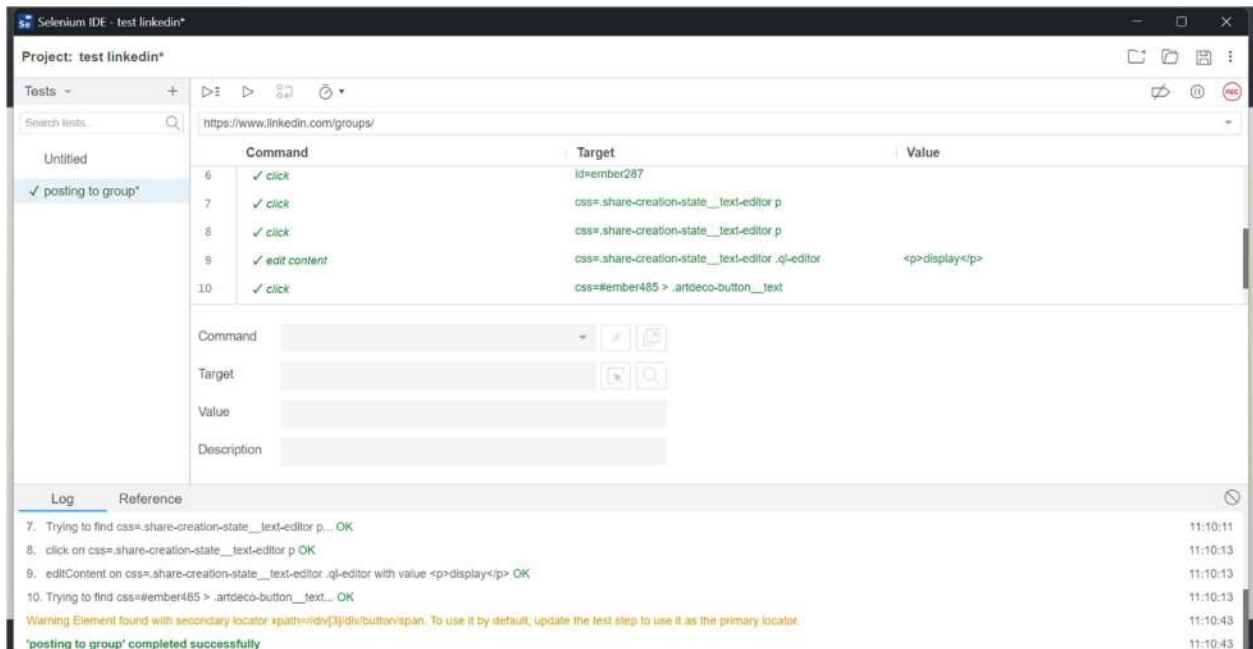 Selenium IDE - test linkedin*
Project: test linkedin*
Tests
Search tests...
https://www.linkedin.com/groups/
Untitled
✓ posting to group*
Command Target Value
6 ✓ click id=ember287
7 ✓ click css=.share-creation-state__text-editor p
8 ✓ click css=.share-creation-state__text-editor p
9 ✓ edit content css=.share-creation-state__text-editor .ql-editor <p>display</p>
10 ✓ click css=#ember485 > .artdeco-button__text
Command
Target
Value
Description
Log Reference
7. Trying to find css=.share-creation-state__text-editor p... OK 11:10:11
8. click on css=.share-creation-state__text-editor p OK 11:10:13
9. editContent on css=.share-creation-state__text-editor .ql-editor with value <p>display</p> OK 11:10:13
10. Trying to find css=#ember485 > .artdeco-button__text... OK 11:10:13
Warning Element found with secondary locator xpath=//div[3]/div/button/span. To use it by default, update the test step to use it as the primary locator. 11:10:43
'posting to group' completed successfully 11:10:43